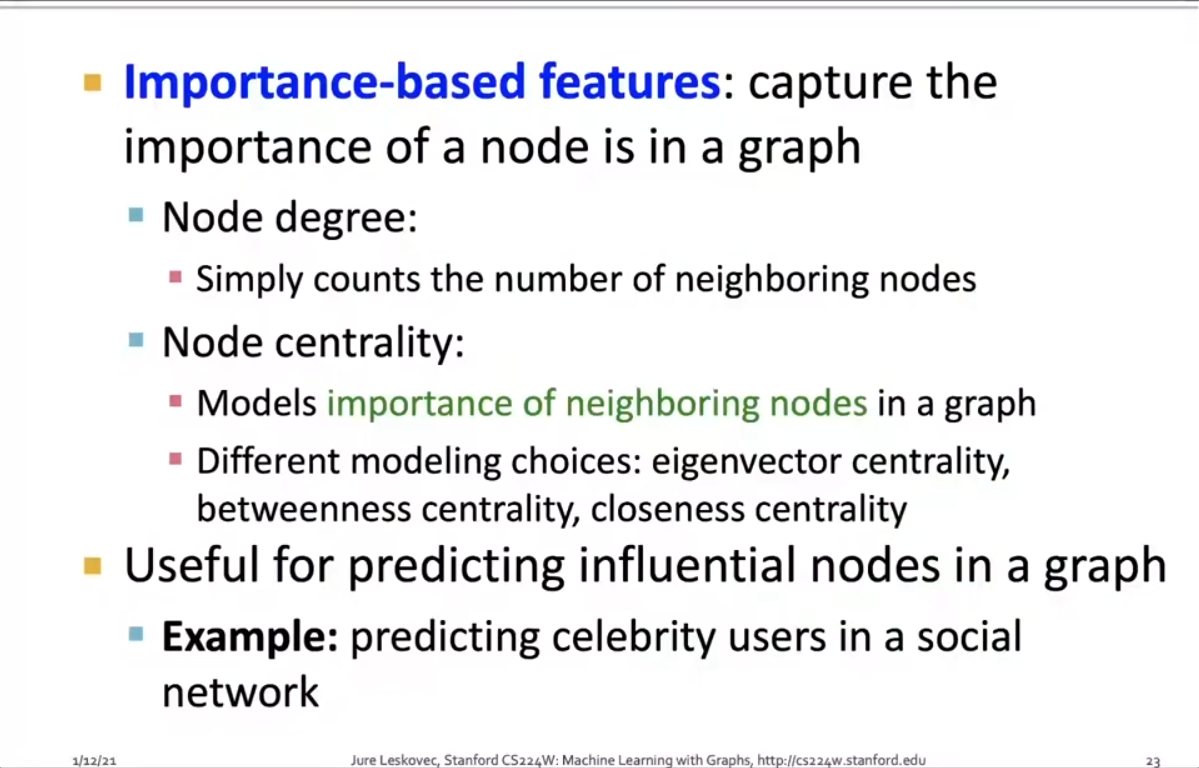 Importance-based features: capture the
importance of a node is in a graph
Node degree:
Simply counts the number of neighboring nodes
Node centrality:
Models importance of neighboring nodes in a graph
Different modeling choices: eigenvector centrality,
betweenness centrality, closeness centrality
Useful for predicting influential nodes in a graph
Example: predicting celebrity users in a social
network
1/12/21 Jure Leskovec, Stanford CS224W: Machine Learning with Graphs, http://cs224w.stanford.edu 23